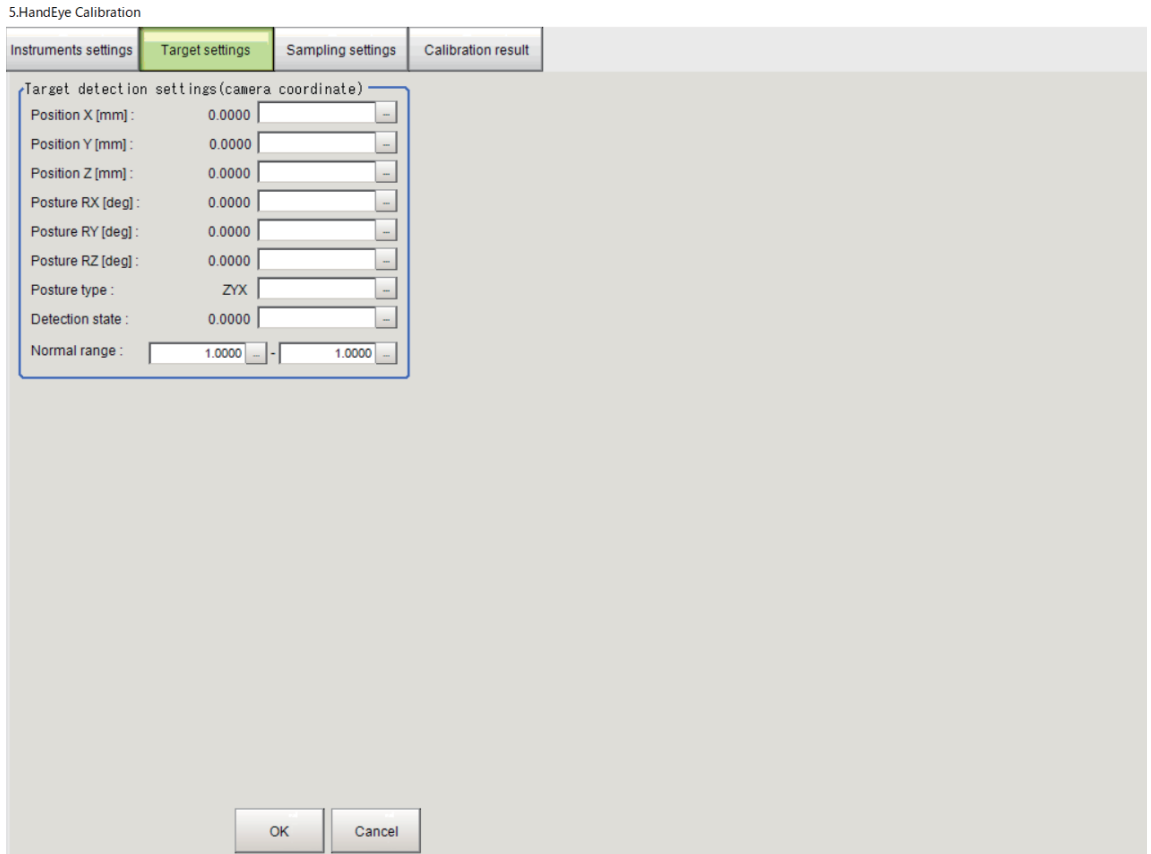 5.HandEye Calibration
Instruments settings Target settings Sampling settings Calibration result
Target detection settings(camera coordinate)
Position X [mm] : 0.0000 ...
Position Y [mm] : 0.0000 ...
Position Z [mm] : 0.0000 ...
Posture RX [deg] : 0.0000 ...
Posture RY [deg] : 0.0000 ...
Posture RZ [deg] : 0.0000 ...
Posture type : ZYX ...
Detection state : 0.0000 ...
Normal range : 1.0000 ... - 1.0000 ...
OK Cancel